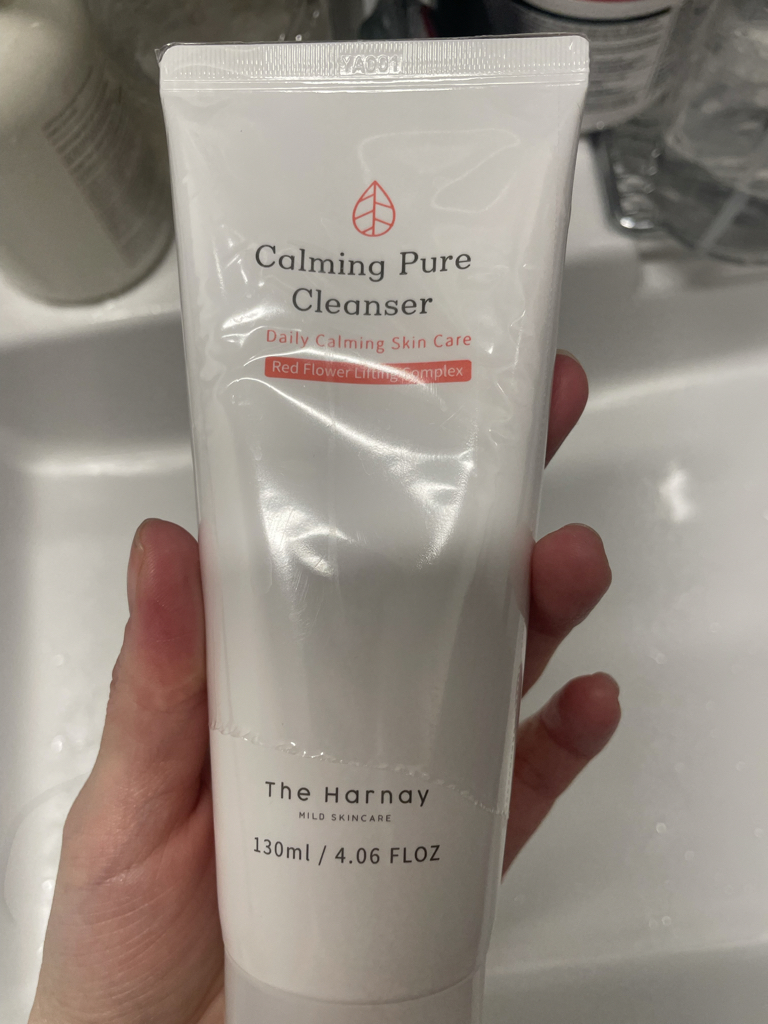 YA001
Calming Pure
Cleanser
Daily Calming Skin Care
Red Flower Lifting Complex
The Harnay
MILD SKINCARE
130ml / 4.06 FLOZ